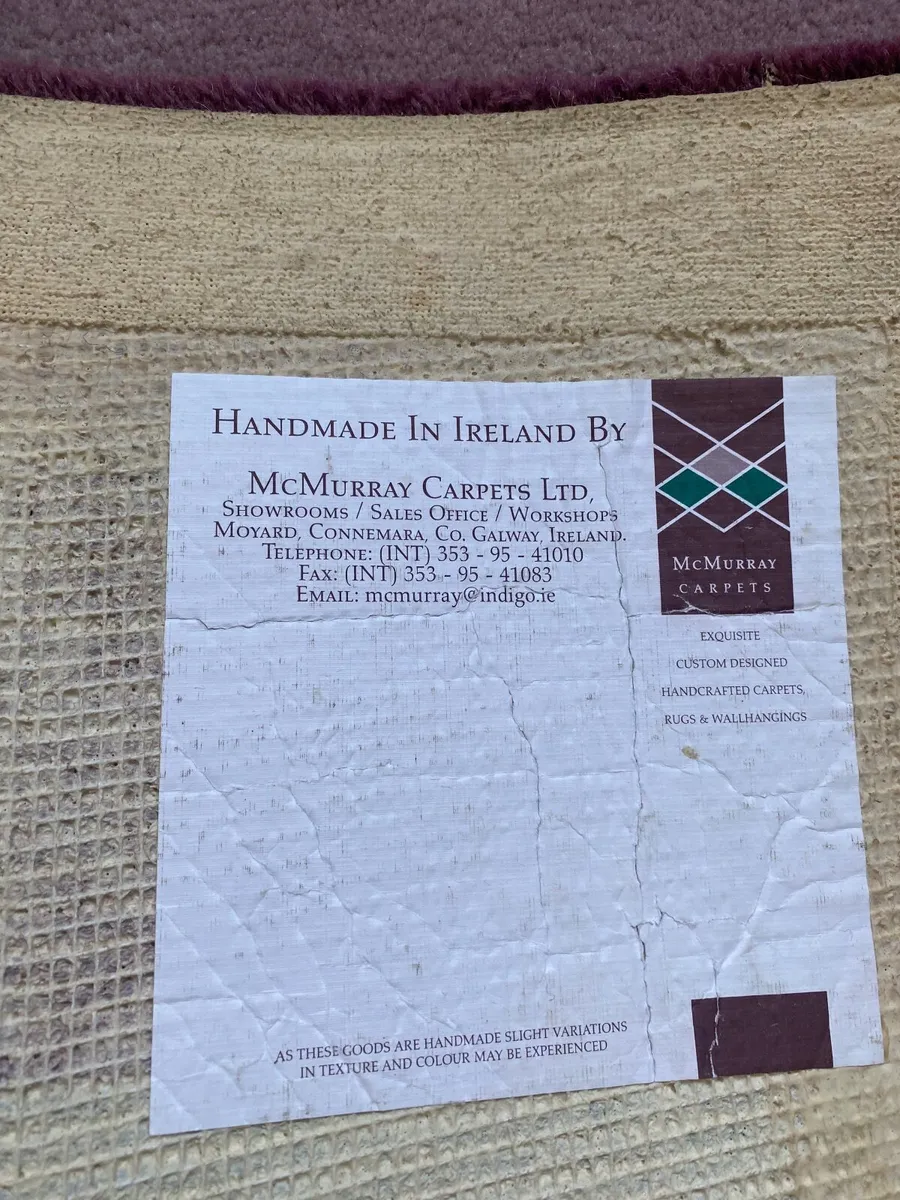 HANDMADE IN IRELAND BY
MCMURRAY CARPETS LTD,
SHOWROOMS / SALES OFFICE / WORKSHOPS
MOYARD, CONNEMARA, CO. GALWAY, IRELAND.
TELEPHONE: (INT) 353 - 95 - 41010
FAX: (INT) 353 - 95 - 41083
EMAIL: mcmurray@indigo.ie
MCMURRAY
CARPETS
EXQUISITE
CUSTOM DESIGNED
HANDCRAFTED CARPETS,
RUGS & WALLHANGINGS
AS THESE GOODS ARE HANDMADE SLIGHT VARIATIONS
IN TEXTURE AND COLOUR MAY BE EXPERIENCED